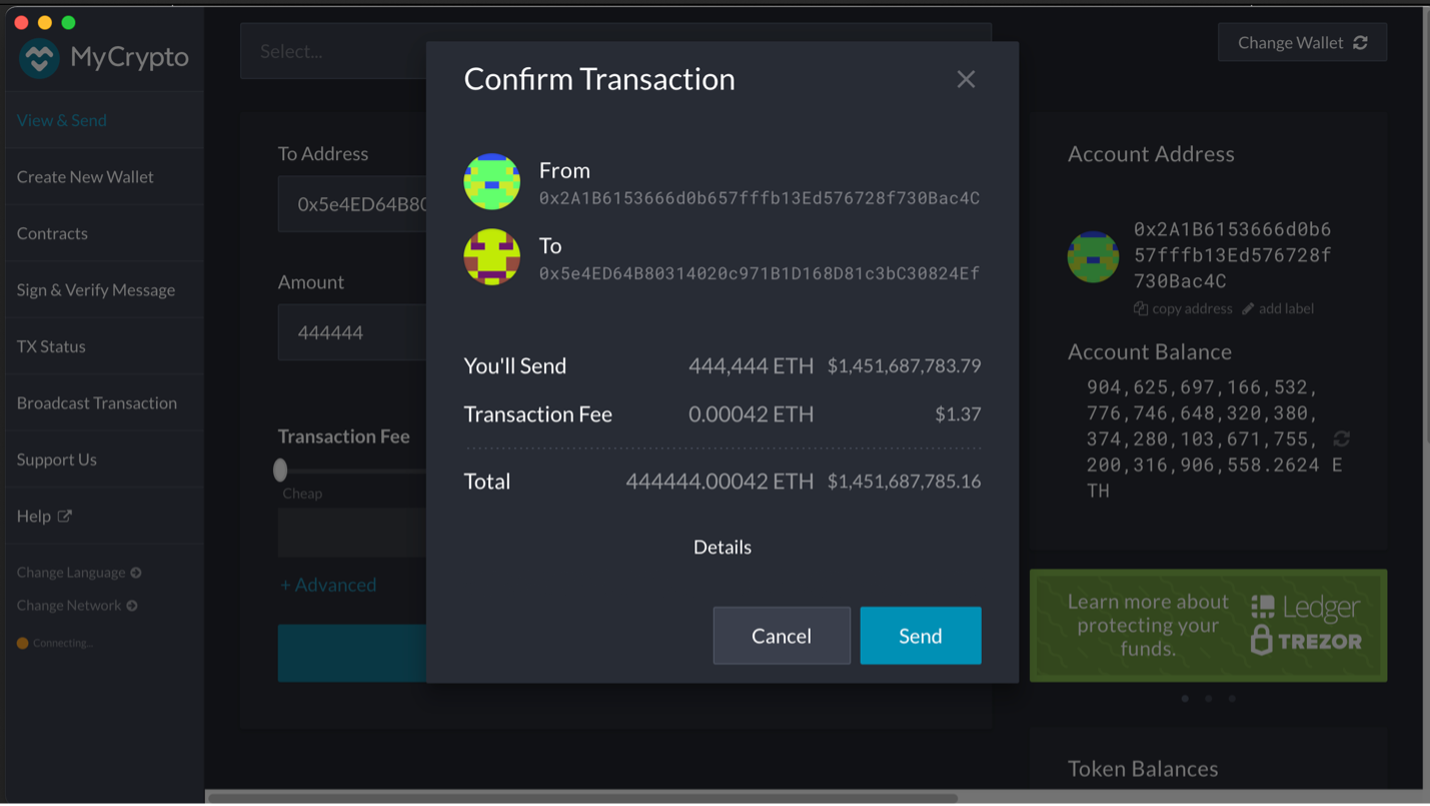 MyCrypto
View & Send
Create New Wallet
Contracts
Sign & Verify Message
TX Status
Broadcast Transaction
Support Us
Help
Change Language
Change Network
Connecting...
Select...
Change Wallet
To Address
0x5e4ED64B80
Amount
444444
Transaction Fee
Cheap
+ Advanced
Confirm Transaction
From
0x2A1B6153666d0b657fffb13Ed576728f730Bac4C
To
0x5e4ED64B80314020c971B1D168D81c3bC30824Ef
You'll Send 444,444 ETH $1,451,687,783.79
Transaction Fee 0.00042 ETH $1.37
Total 444444.00042 ETH $1,451,687,785.16
Details
Cancel Send
Account Address
0x2A1B6153666d0b6
57fffb13Ed576728f
730Bac4C
copy address add label
Account Balance
904,625,697,166,532,
776,746,648,320,380,
374,280,103,671,755,
200,316,906,558.2624 E
TH
Learn more about
protecting your
funds.
Ledger
TREZOR
Token Balances